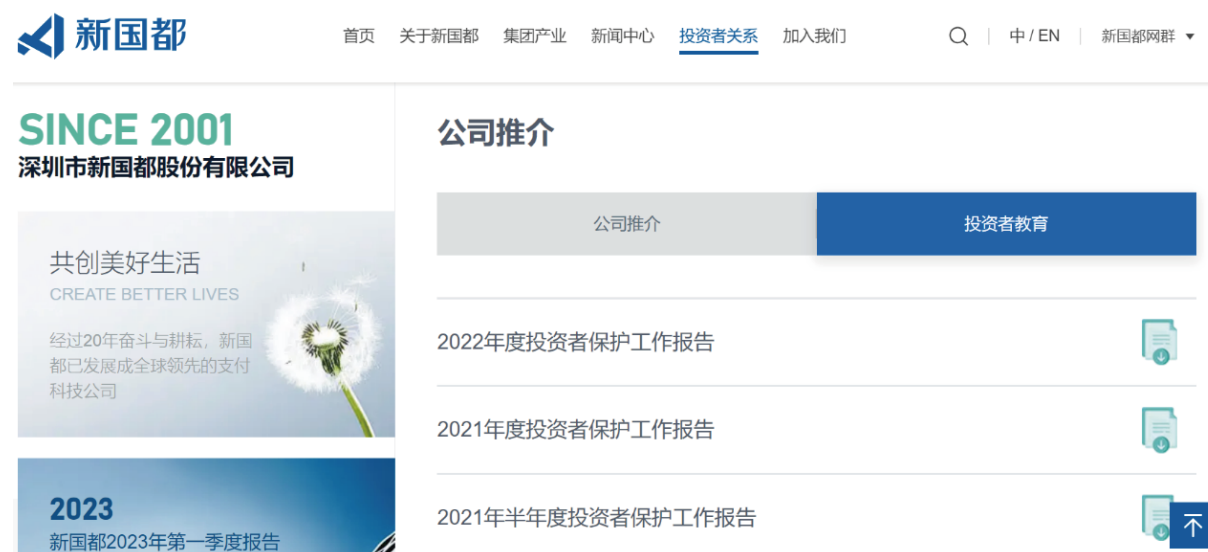 新国都
首页 关于新国都 集团产业 新闻中心 投资者关系 加入我们 中 / EN 新国都网群
SINCE 2001
深圳市新国都股份有限公司
共创美好生活
CREATE BETTER LIVES
经过20年奋斗与耕耘，新国
都已发展成全球领先的支付
科技公司
2023
新国都2023年第一季度报告
公司推介
公司推介 投资者教育
2022年度投资者保护工作报告
2021年度投资者保护工作报告
2021年半年度投资者保护工作报告